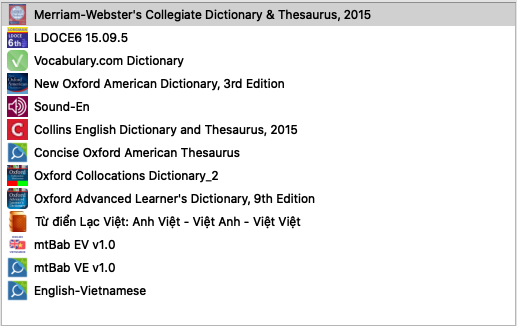 Merriam-Webster's Collegiate Dictionary & Thesaurus, 2015
LDOCE6 15.09.5
Vocabulary.com Dictionary
New Oxford American Dictionary, 3rd Edition
Sound-En
Collins English Dictionary and Thesaurus, 2015
Concise Oxford American Thesaurus
Oxford Collocations Dictionary_2
Oxford Advanced Learner's Dictionary, 9th Edition
Từ điển Lạc Việt: Anh Việt - Việt Anh - Việt Việt
mtBab EV v1.0
mtBab VE v1.0
English-Vietnamese